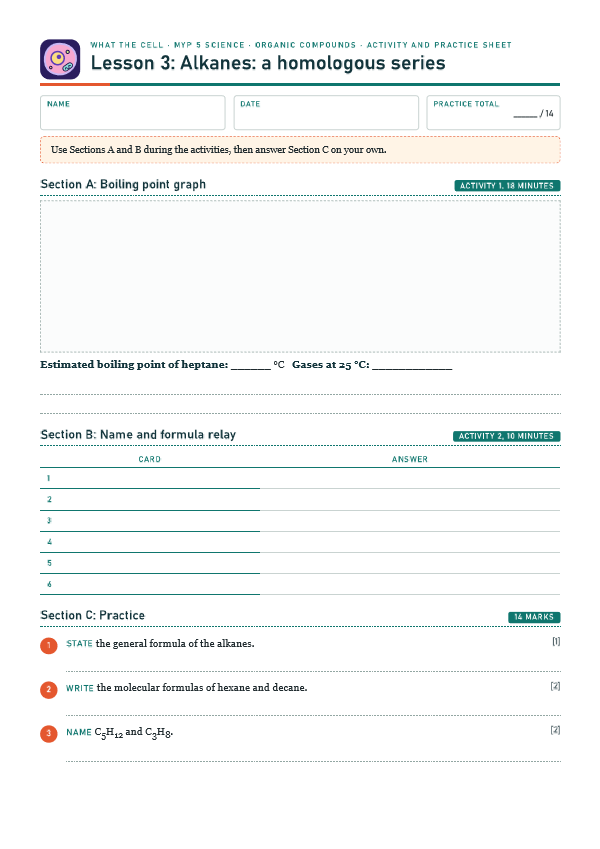 WHAT THE CELL · MYP 5 SCIENCE · ORGANIC COMPOUNDS · ACTIVITY AND PRACTICE SHEET
Lesson 3: Alkanes: a homologous series
NAME
DATE
PRACTICE TOTAL
_____ / 14
Use Sections A and B during the activities, then answer Section C on your own.
Section A: Boiling point graph
ACTIVITY 1, 18 MINUTES
Estimated boiling point of heptane: ______ °C Gases at 25 °C: ____________
Section B: Name and formula relay
ACTIVITY 2, 10 MINUTES
CARD ANSWER
1
2
3
4
5
6
Section C: Practice
14 MARKS
1 STATE the general formula of the alkanes. [1]
2 WRITE the molecular formulas of hexane and decane. [2]
3 NAME C₅H₁₂ and C₃H₈. [2]